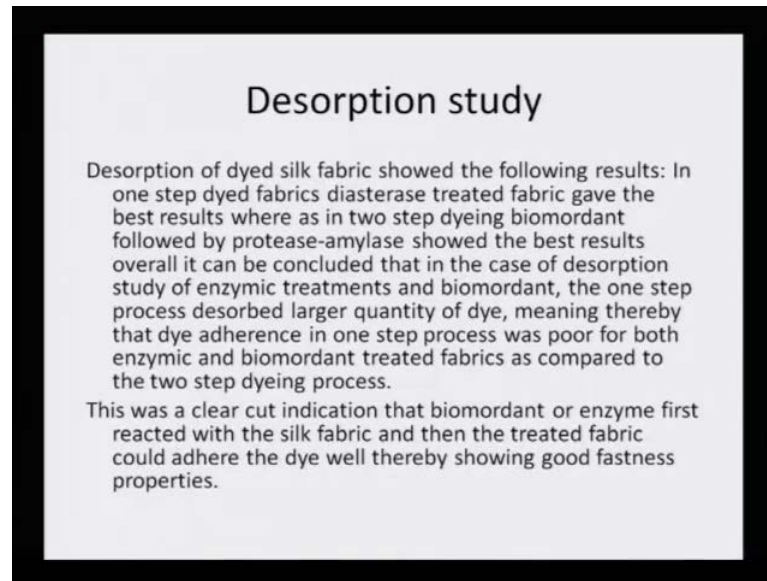 Desorption study
Desorption of dyed silk fabric showed the following results: In
one step dyed fabrics diasterase treated fabric gave the
best results where as in two step dyeing biomordant
followed by protease-amylase showed the best results
overall it can be concluded that in the case of desorption
study of enzymic treatments and biomordant, the one step
process desorbed larger quantity of dye, meaning thereby
that dye adherence in one step process was poor for both
enzymic and biomordant treated fabrics as compared to
the two step dyeing process.
This was a clear cut indication that biomordant or enzyme first
reacted with the silk fabric and then the treated fabric
could adhere the dye well thereby showing good fastness
properties.